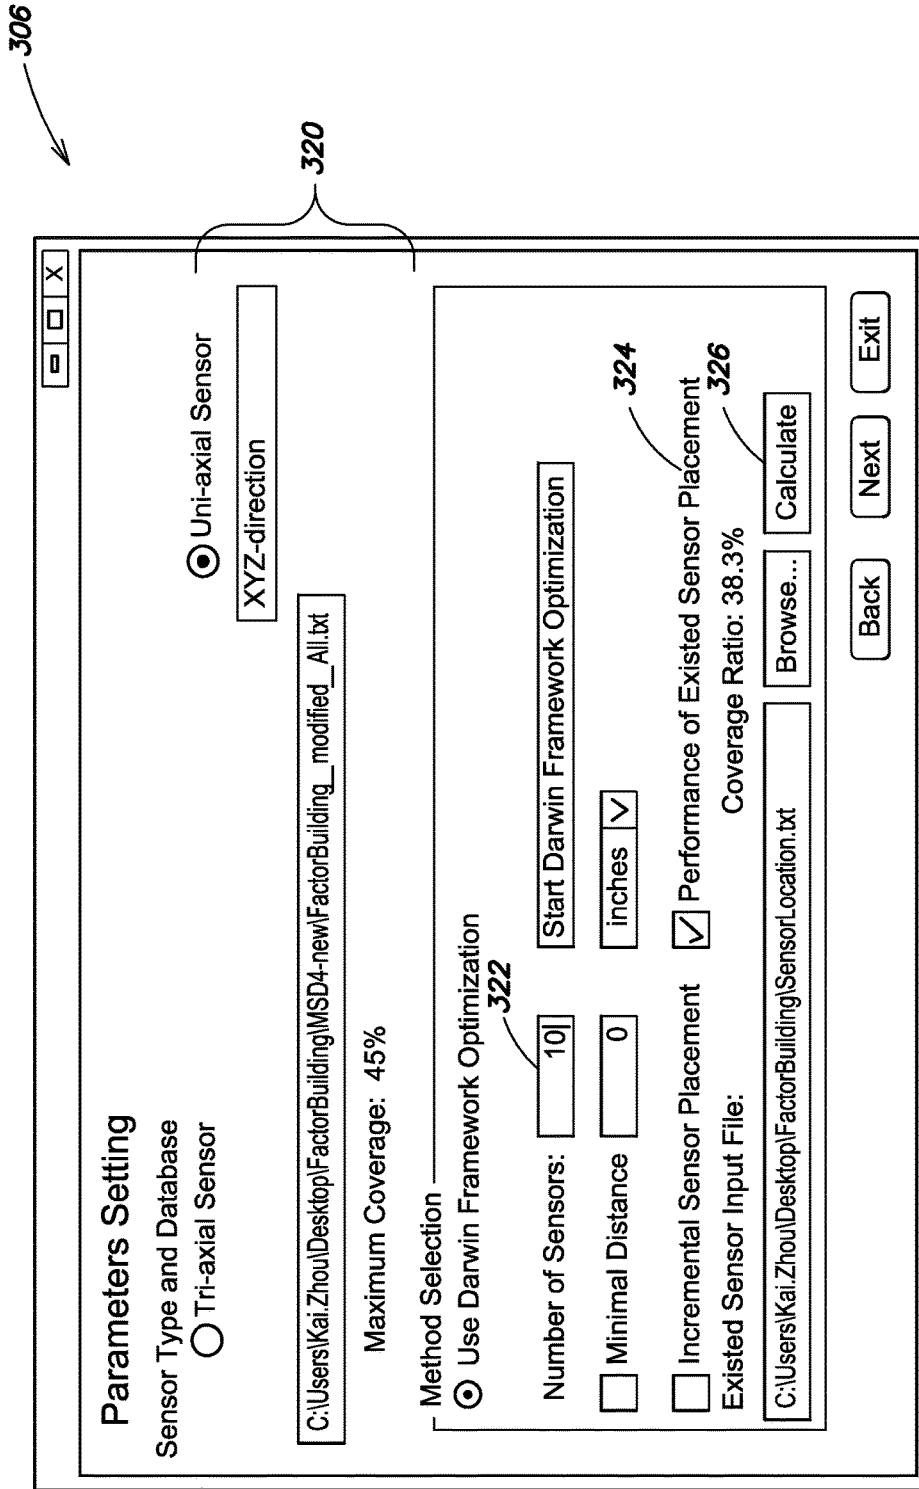 306
X
Parameters Setting
Sensor Type and Database
Tri-axial Sensor
Uni-axial Sensor
320
XYZ-direction
C:\Users\Kai.Zhou\Desktop\FactorBuilding\MSD4-new\FactorBuilding_modified_All.txt
Maximum Coverage: 45%
Method Selection
Use Darwin Framework Optimization
322
Number of Sensors:
10
Start Darwin Framework Optimization
Minimal Distance
0
inches
324
Incremental Sensor Placement
Performance of Existed Sensor Placement
Existed Sensor Input File:
Coverage Ratio: 38.3%
326
C:\Users\Kai.Zhou\Desktop\FactorBuilding\SensorLocation.txt
Browse...
Calculate
Back
Next
Exit